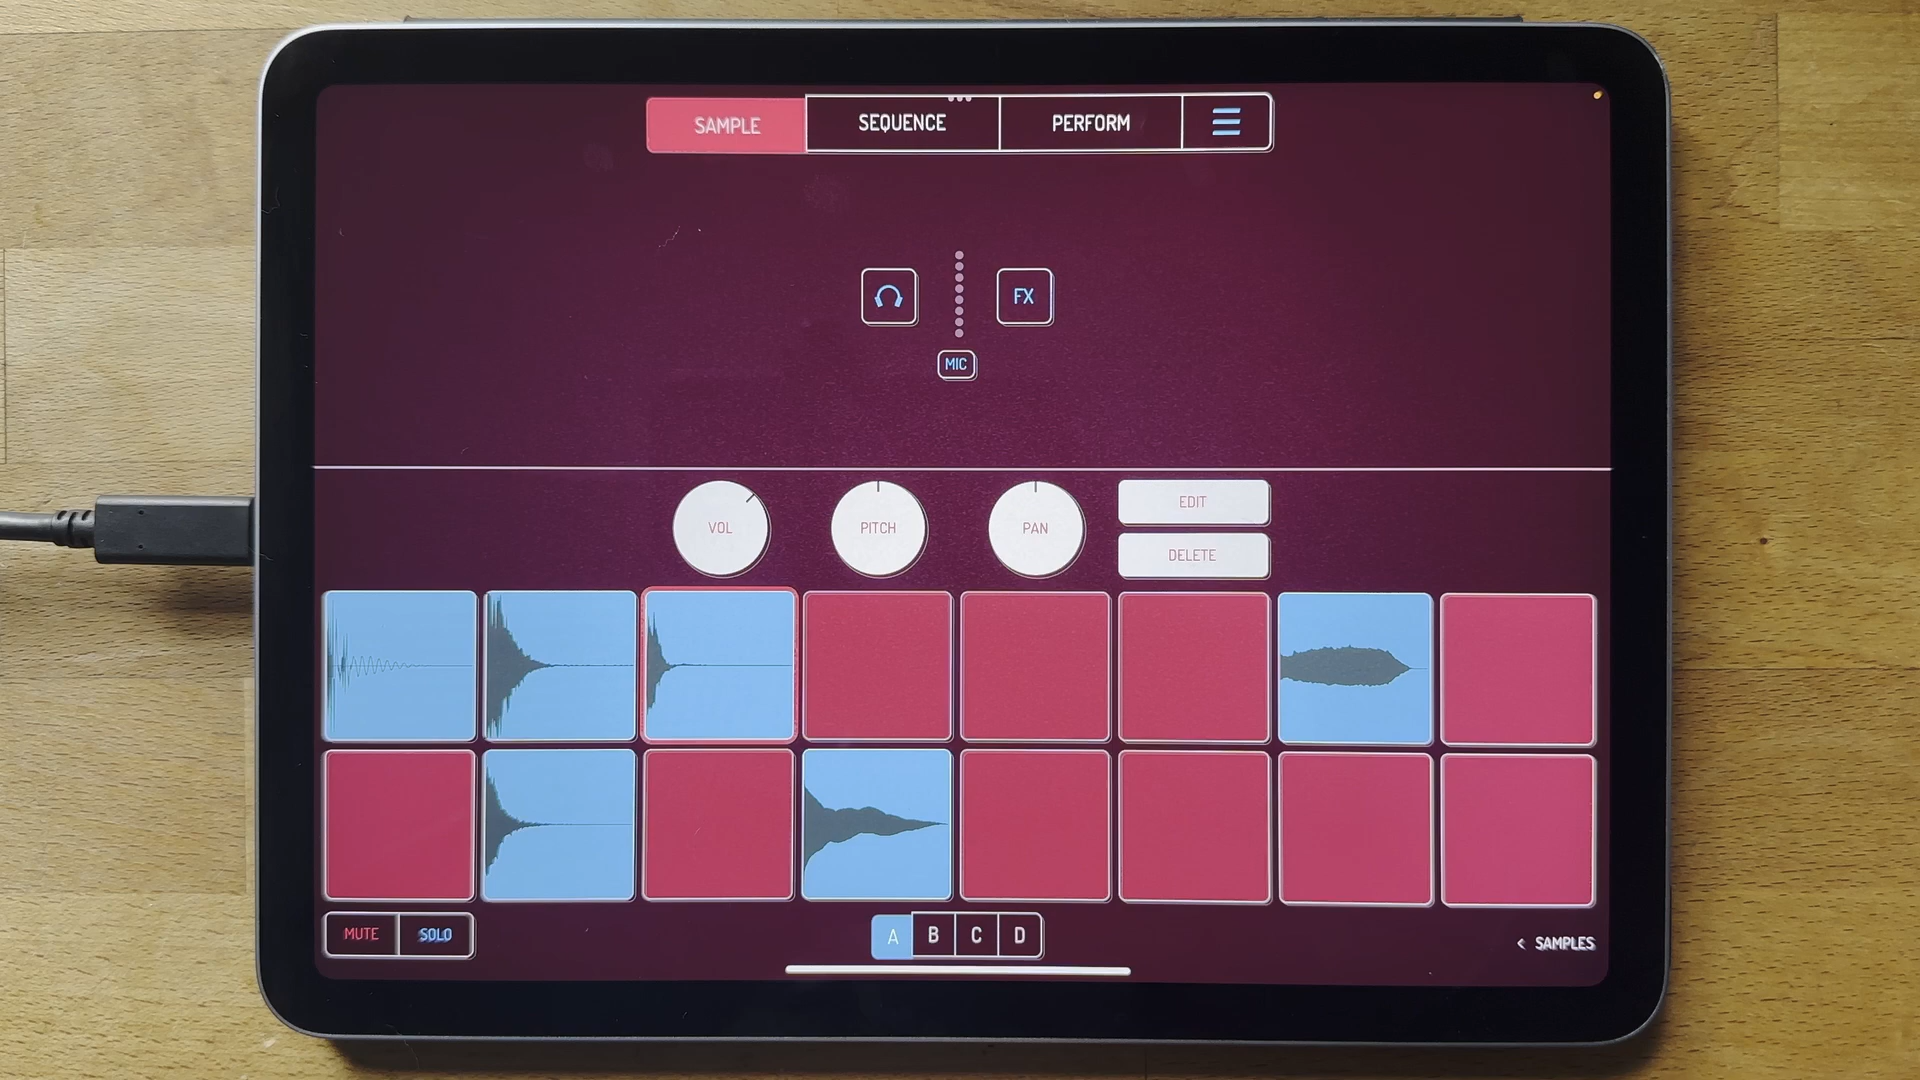 SAMPLE
SEQUENCE
PERFORM
FX
MIC
VOL
PITCH
PAN
EDIT
DELETE
MUTE
SOLO
A
B
C
D
< SAMPLES